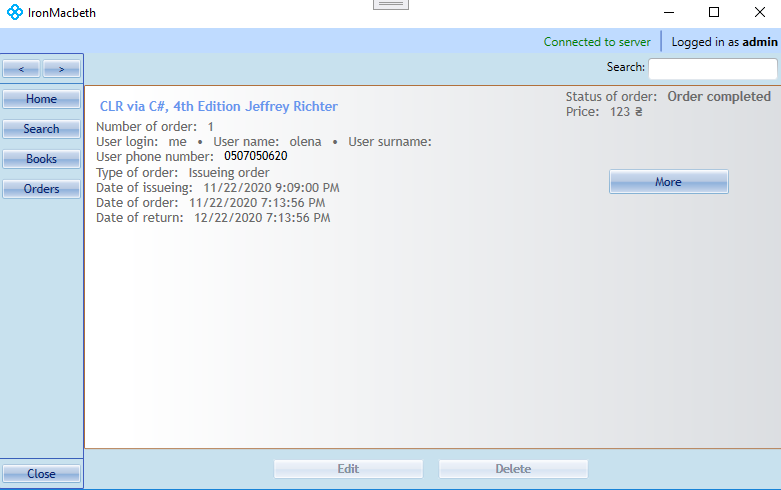 IronMacbeth
Connected to server
Logged in as admin
< >
Search:
Home
Search
Books
Orders
CLR via C#, 4th Edition Jeffrey Richter
Status of order: Order completed
Price: 123 ₴
Number of order: 1
User login: me • User name: olena • User surname:
User phone number: 0507050620
Type of order: Issueing order
Date of issueing: 11/22/2020 9:09:00 PM
Date of order: 11/22/2020 7:13:56 PM
Date of return: 12/22/2020 7:13:56 PM
More
Close
Edit
Delete